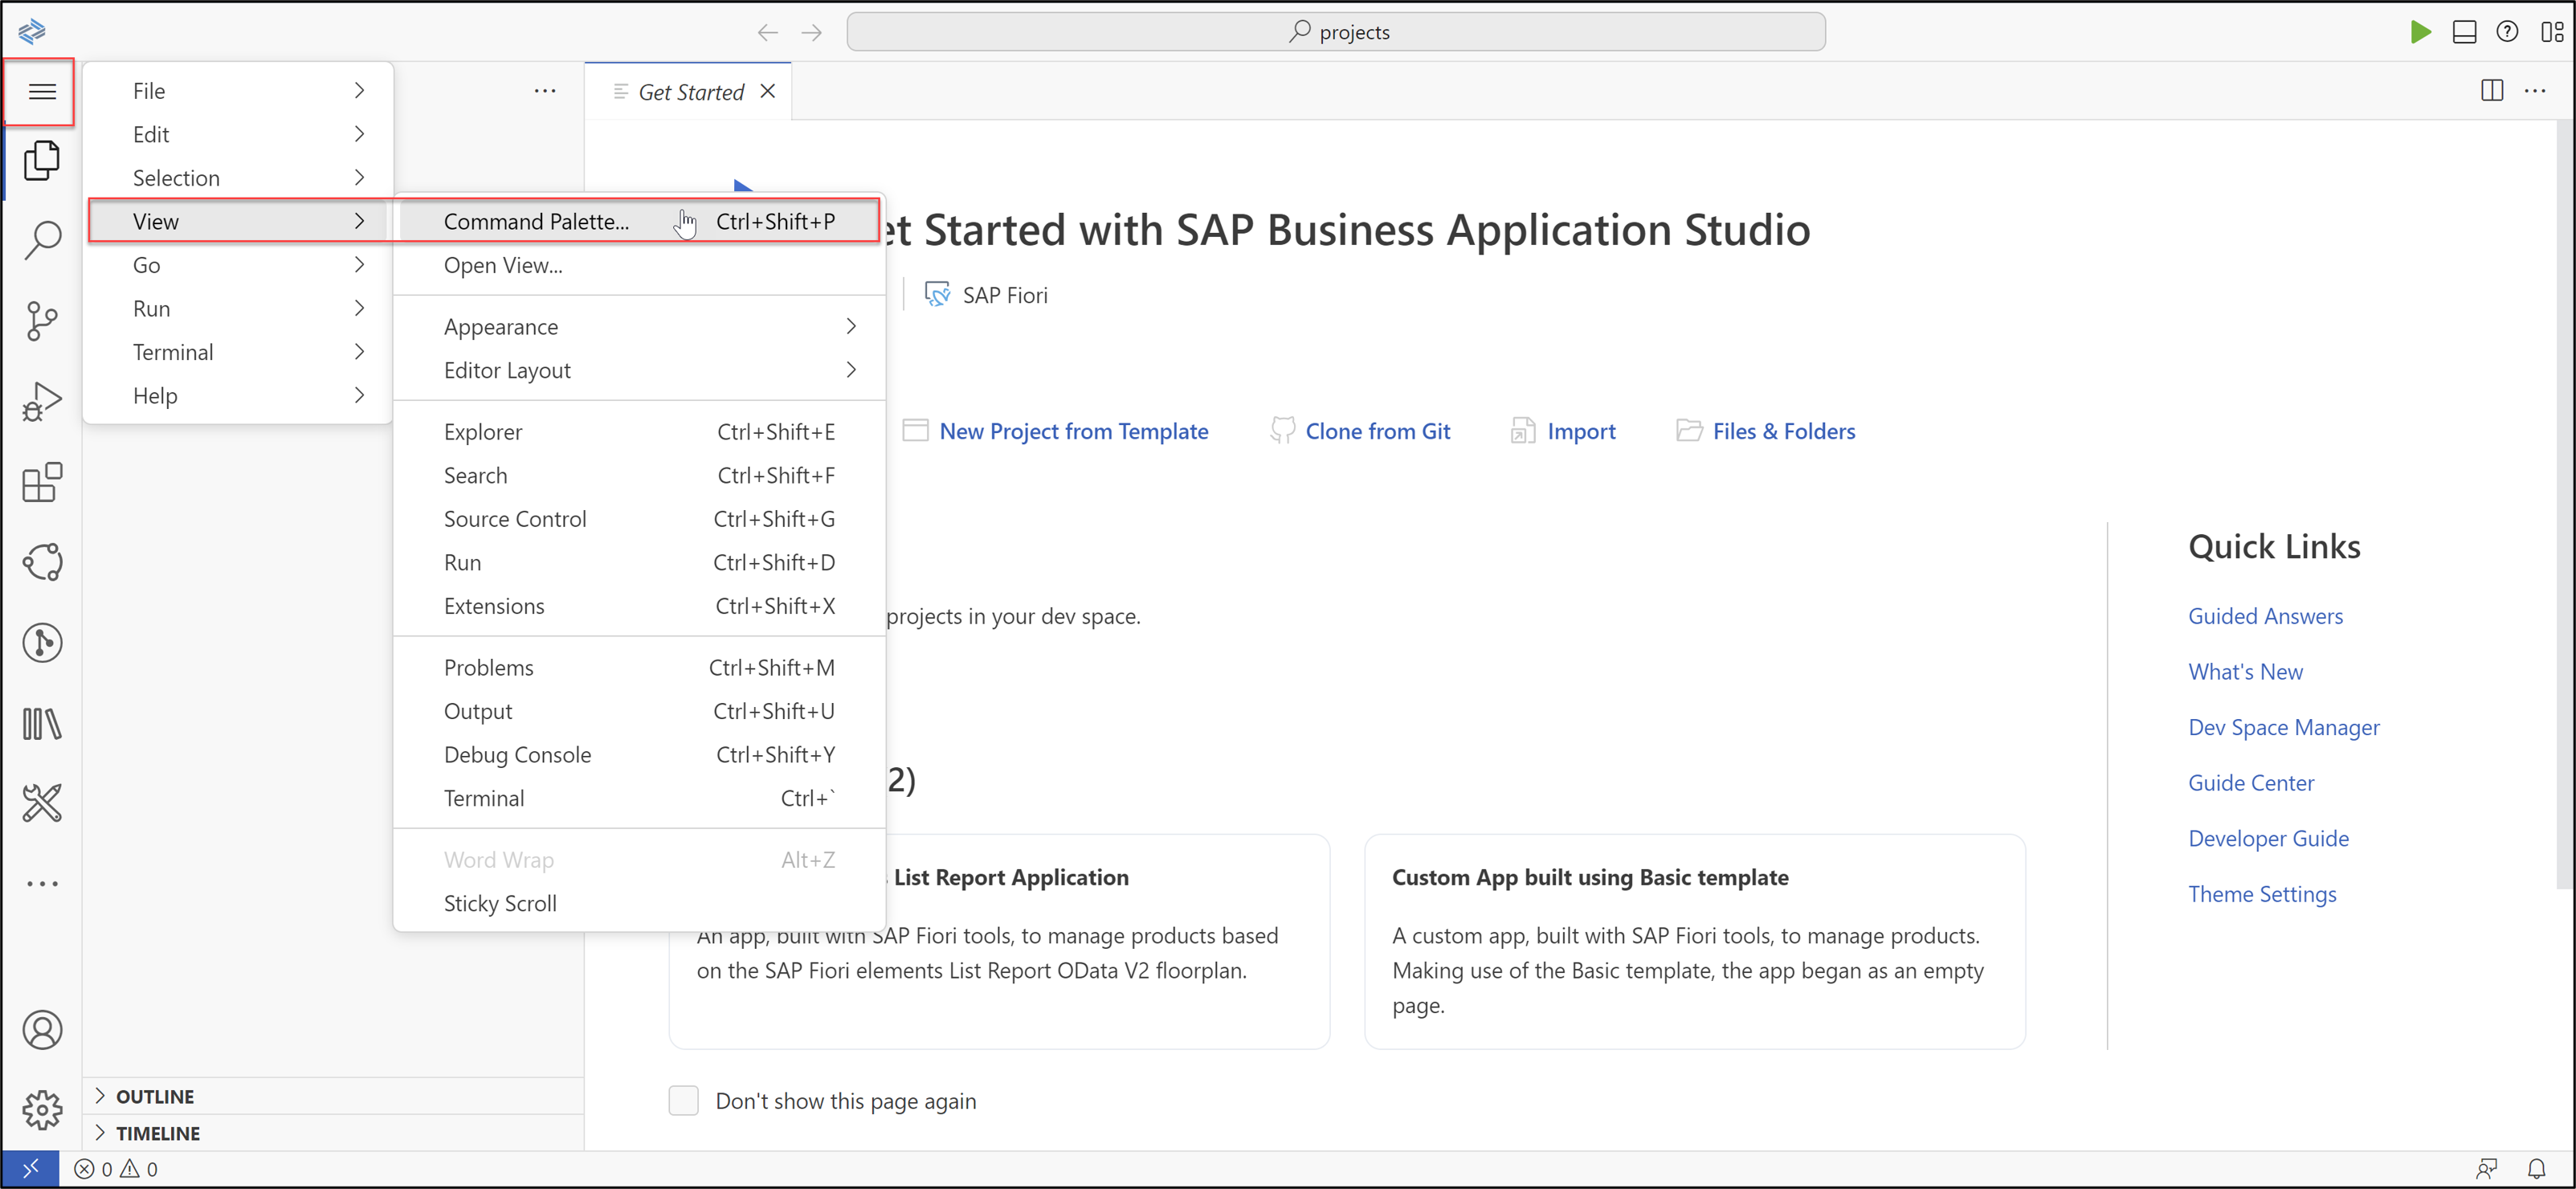 projects
File
Edit
Selection
View
Go
Run
Terminal
Help
Command Palette... Ctrl+Shift+P
Open View...
Appearance
Editor Layout
Explorer Ctrl+Shift+E
Search Ctrl+Shift+F
Source Control Ctrl+Shift+G
Run Ctrl+Shift+D
Extensions Ctrl+Shift+X
Problems Ctrl+Shift+M
Output Ctrl+Shift+U
Debug Console Ctrl+Shift+Y
Terminal Ctrl+`
Word Wrap Alt+Z
Sticky Scroll
Get Started
et Started with SAP Business Application Studio
SAP Fiori
New Project from Template Clone from Git Import Files & Folders
projects in your dev space.
2)
List Report Application
An app, built with SAP Fiori tools, to manage products based
on the SAP Fiori elements List Report OData V2 floorplan.
Custom App built using Basic template
A custom app, built with SAP Fiori tools, to manage products.
Making use of the Basic template, the app began as an empty
page.
Don't show this page again
Quick Links
Guided Answers
What's New
Dev Space Manager
Guide Center
Developer Guide
Theme Settings
OUTLINE
TIMELINE
0 0